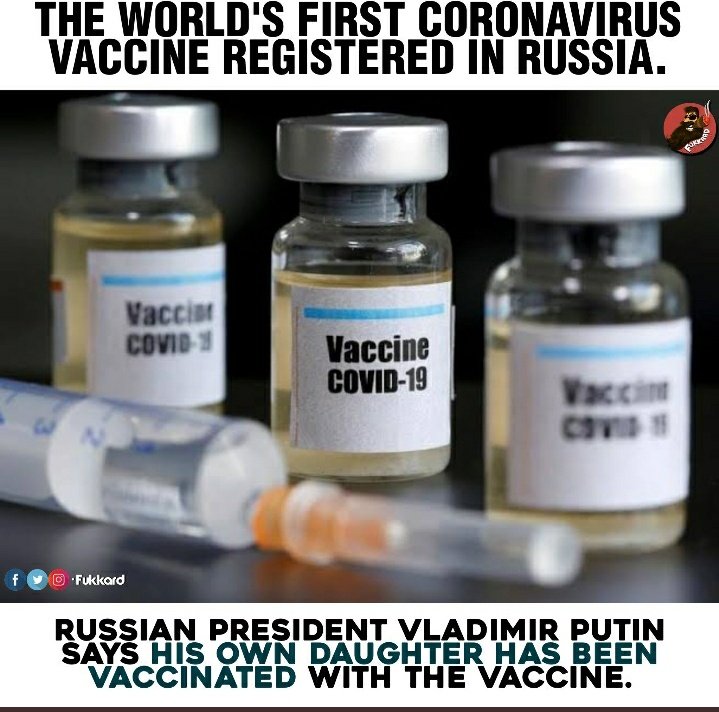 THE WORLD'S FIRST CORONAVIRUS
VACCINE REGISTERED IN RUSSIA.
FUKKARD
Vaccine
COVID-19
Vaccine
COVID-19
Vaccine
COVID-19
f Fukkard
RUSSIAN PRESIDENT VLADIMIR PUTIN
SAYS HIS OWN DAUGHTER HAS BEEN
VACCINATED WITH THE VACCINE.